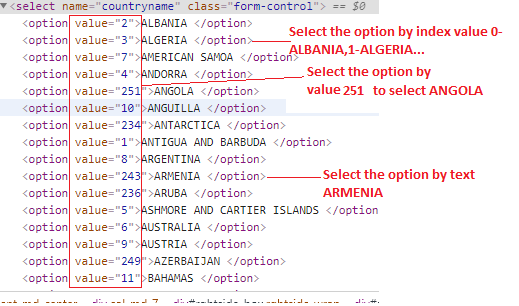 ▼<select name="countryname" class="form-control"> == $0
<option value="2">ALBANIA </option>
<option value="3">ALGERIA </option>
Select the option by index value 0-
ALBANIA,1-ALGERIA...
<option value="7">AMERICAN SAMOA </option>
<option value="4">ANDORRA </option>
Select the option by
value 251 to select ANGOLA
<option value="251">ANGOLA </option>
<option value="10">ANGUILLA </option>
<option value="234">ANTARCTICA </option>
<option value="1">ANTIGUA AND BARBUDA </option>
<option value="8">ARGENTINA </option>
<option value="243">ARMENIA </option>
Select the option by text
ARMENIA
<option value="236">ARUBA </option>
<option value="5">ASHMORE AND CARTIER ISLANDS </option
<option value="6">AUSTRALIA </option>
<option value="9">AUSTRIA </option>
<option value="249">AZERBAIJAN </option>
<option value="11">BAHAMAS </option>